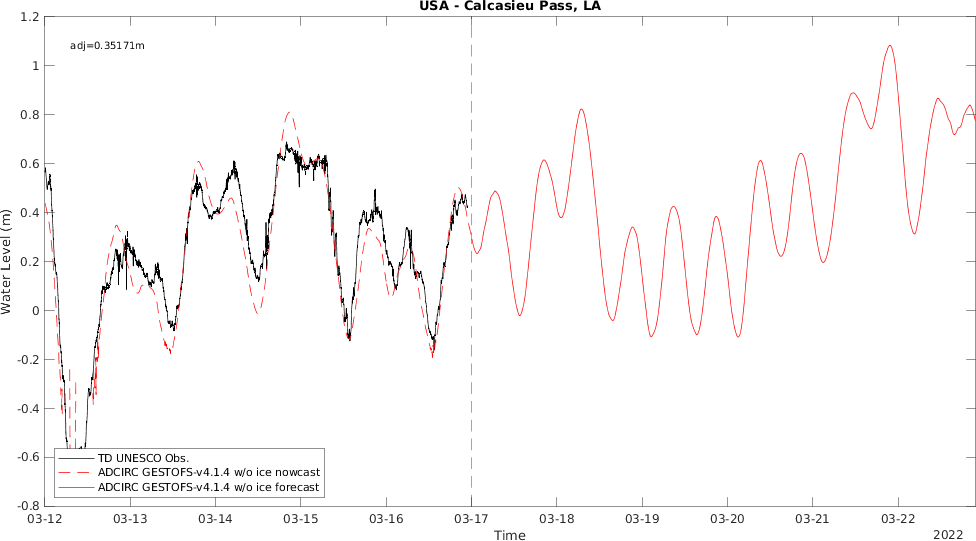 USA - Calcasieu Pass, LA
1.2
adj=0.35171m
1
0.8
0.6
0.4
0.2
0
-0.2
-0.4
-0.6
-0.8
Water Level (m)
TD UNESCO Obs.
ADCIRC GESTOFS-v4.1.4 w/o ice nowcast
ADCIRC GESTOFS-v4.1.4 w/o ice forecast
03-12 03-13 03-14 03-15 03-16 03-17 03-18 03-19 03-20 03-21 03-22
Time
2022